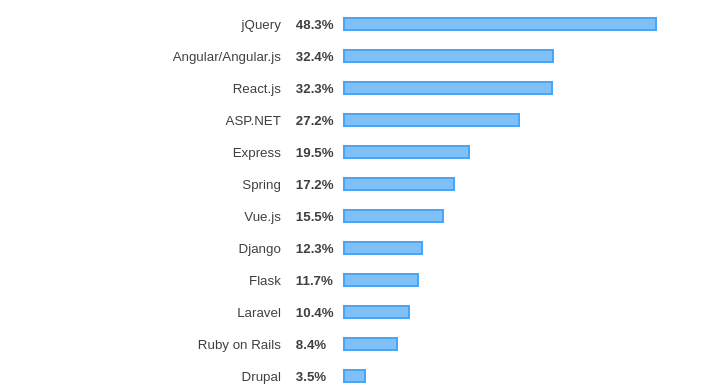 jQuery 48.3%
Angular/Angular.js 32.4%
React.js 32.3%
ASP.NET 27.2%
Express 19.5%
Spring 17.2%
Vue.js 15.5%
Django 12.3%
Flask 11.7%
Laravel 10.4%
Ruby on Rails 8.4%
Drupal 3.5%